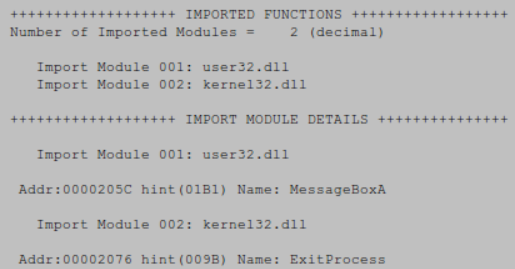 +++++++++++++++++++ IMPORTED FUNCTIONS ++++++++++++++++++
Number of Imported Modules =    2 (decimal)
Import Module 001: user32.dll
Import Module 002: kernel32.dll
+++++++++++++++++++ IMPORT MODULE DETAILS +++++++++++++++
Import Module 001: user32.dll
Addr:0000205C hint(01B1) Name: MessageBoxA
Import Module 002: kernel32.dll
Addr:00002076 hint(009B) Name: ExitProcess